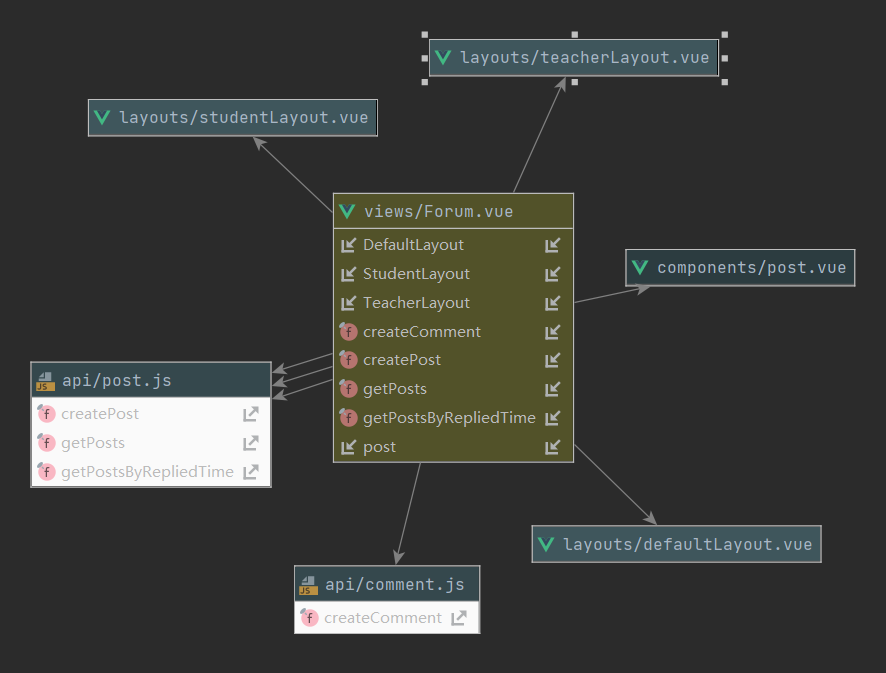 layouts/teacherLayout.vue
layouts/studentLayout.vue
views/Forum.vue
DefaultLayout
StudentLayout
TeacherLayout
f createComment
f createPost
f getPosts
f getPostsByRepliedTime
post
components/post.vue
JS api/post.js
f createPost
f getPosts
f getPostsByRepliedTime
layouts/defaultLayout.vue
JS api/comment.js
f createComment